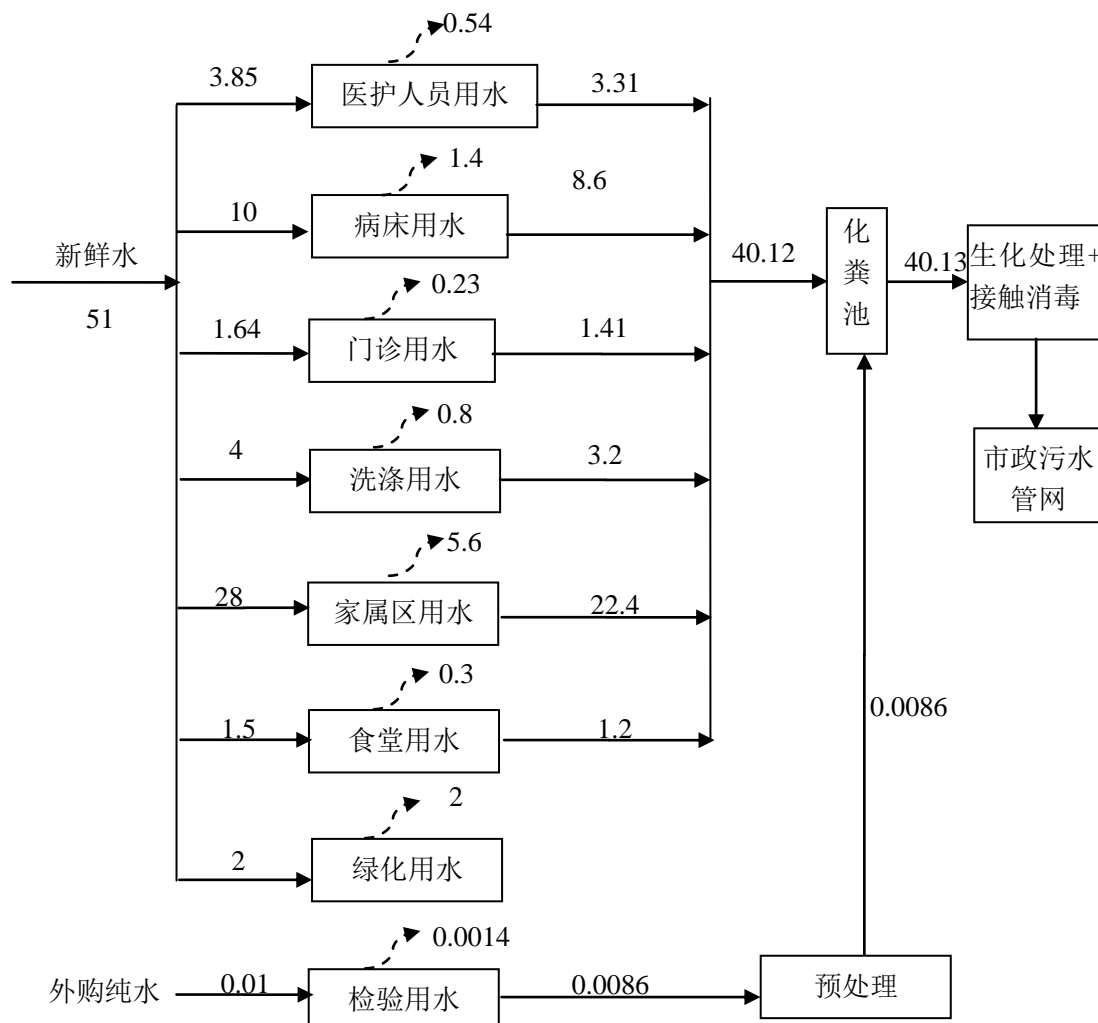 0.54
3.85
医护人员用水
3.31
1.4
10
病床用水
8.6
新鲜水
51
0.23
1.64
门诊用水
1.41
40.12
化
粪
池
40.13
生化处理+
接触消毒
0.8
4
洗涤用水
3.2
市政污水
管网
5.6
28
家属区用水
22.4
0.3
1.5
食堂用水
1.2
0.0086
2
2
绿化用水
0.0014
外购纯水
0.01
检验用水
0.0086
预处理